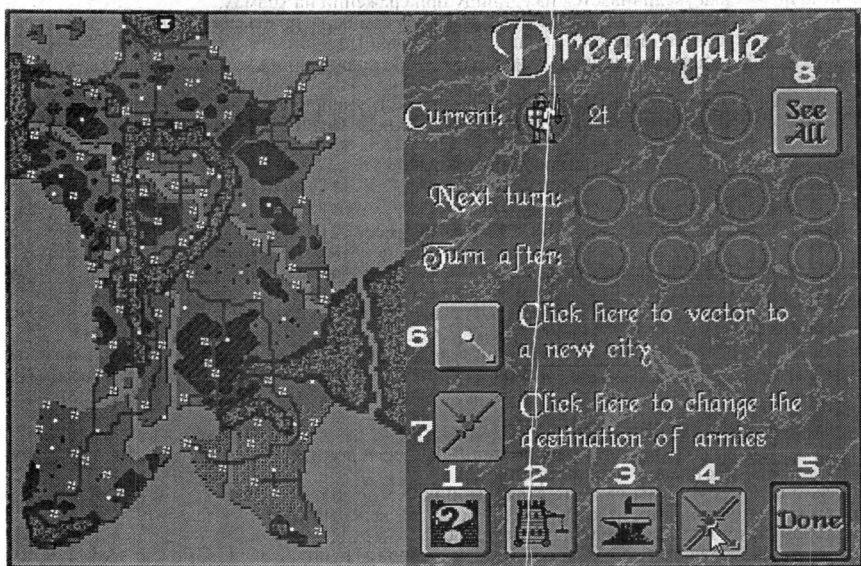 Dreamgate
8
Current: 2t See All
Next turn:
Turn after:
6 Click here to vector to
a new city
7 Click here to change the
destination of armies
1 2 3 4 5
? Done